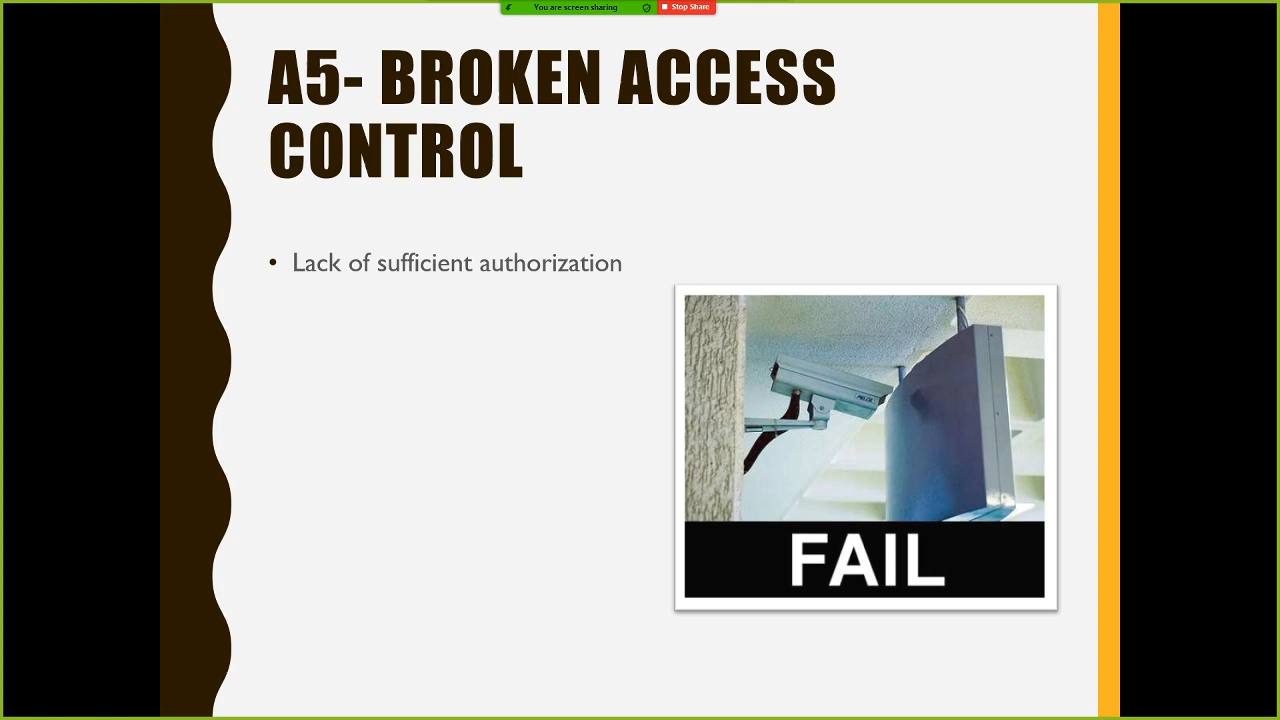 You are screen sharing
Stop Share
A5- BROKEN ACCESS
CONTROL
• Lack of sufficient authorization
FAIL